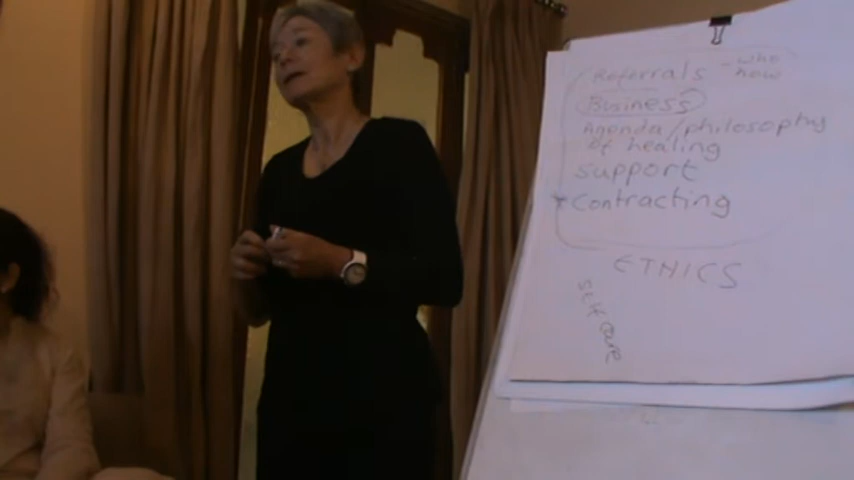 Referrals - who
how
Business
Agenda/philosophy
of healing
support
* Contracting
ETHICS
self care